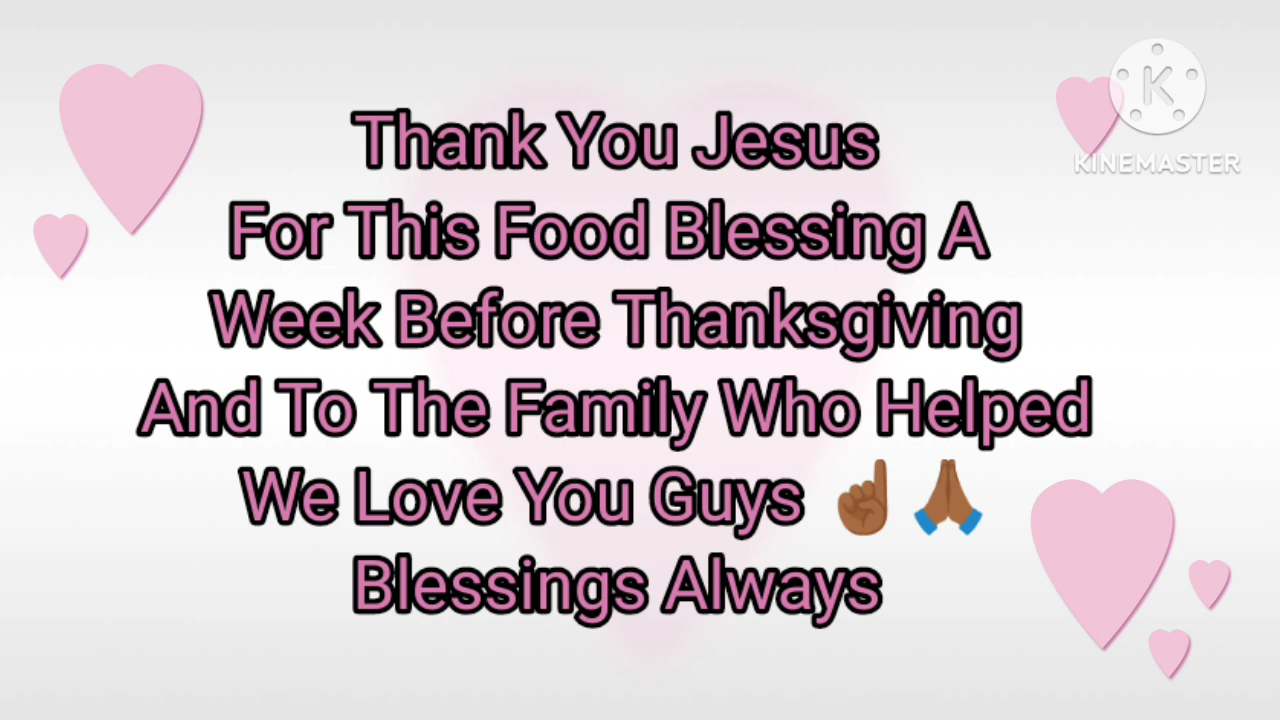 Thank You Jesus
For This Food Blessing A
Week Before Thanksgiving
And To The Family Who Helped
We Love You Guys ☝🏾🙏🏾
Blessings Always
K
KINEMASTER